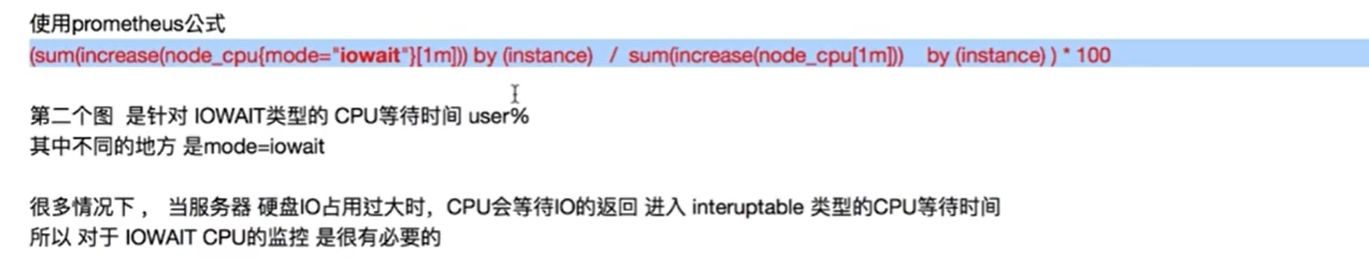 使用prometheus公式
(sum(increase(node_cpu{mode="iowait"}[1m])) by (instance) / sum(increase(node_cpu[1m])) by (instance) ) * 100
第二个图 是针对 IOWAIT类型的 CPU等待时间 user%
其中不同的地方 是mode=iowait
很多情况下， 当服务器 硬盘IO占用过大时，CPU会等待IO的返回 进入 interuptable 类型的CPU等待时间
所以 对于 IOWAIT CPU的监控 是很有必要的